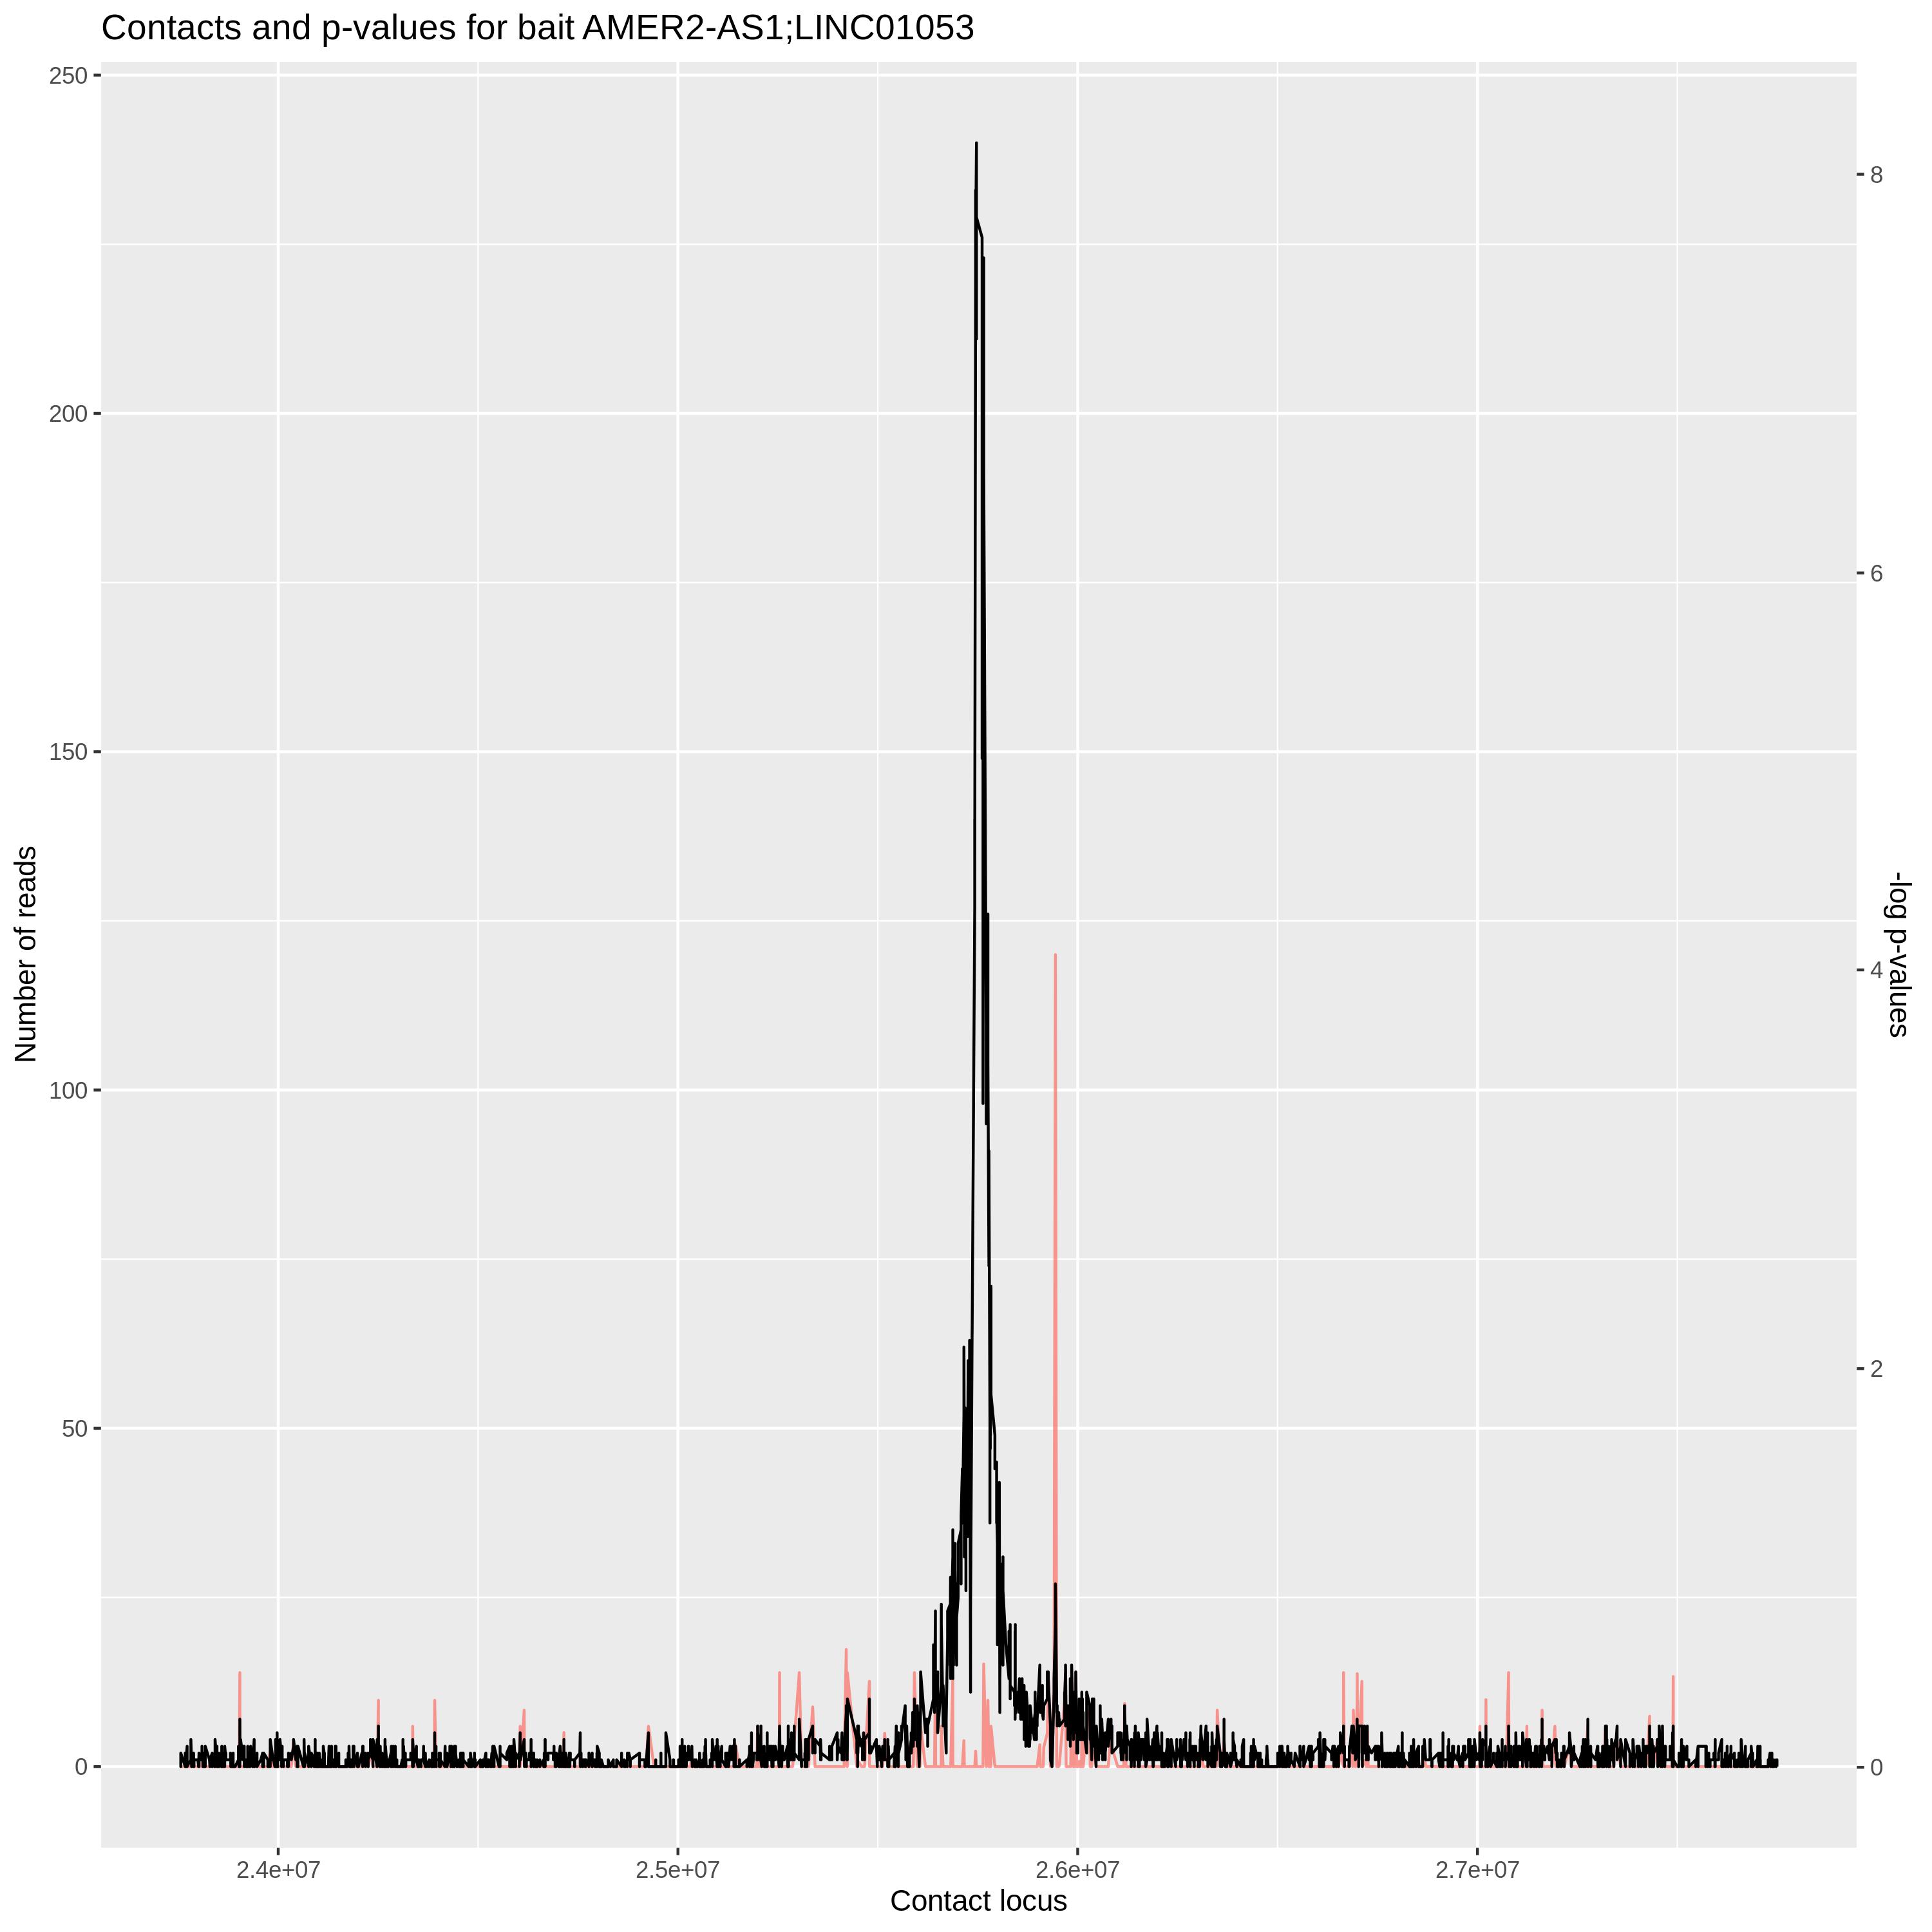 Contacts and p-values for bait AMER2-AS1;LINC01053
250
200
150
100
50
0
Number of reads
8
6
4
2
0
-log p-values
2.4e+07
2.5e+07
2.6e+07
2.7e+07
Contact locus